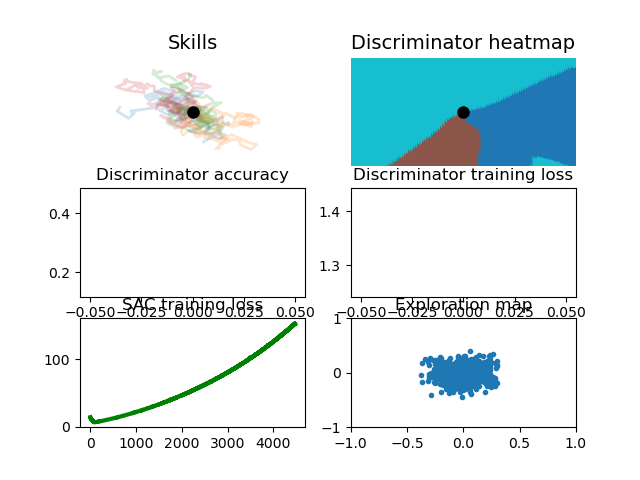 Skills
Discriminator heatmap
Discriminator accuracy
0.4
0.2
−0.050 −0.025 0.000 0.025 0.050
Discriminator training loss
1.4
1.3
−0.050 −0.025 0.000 0.025 0.050
SAC training loss
100
0
0 1000 2000 3000 4000
Exploration map
1
0
−1
−1.0 −0.5 0.0 0.5 1.0